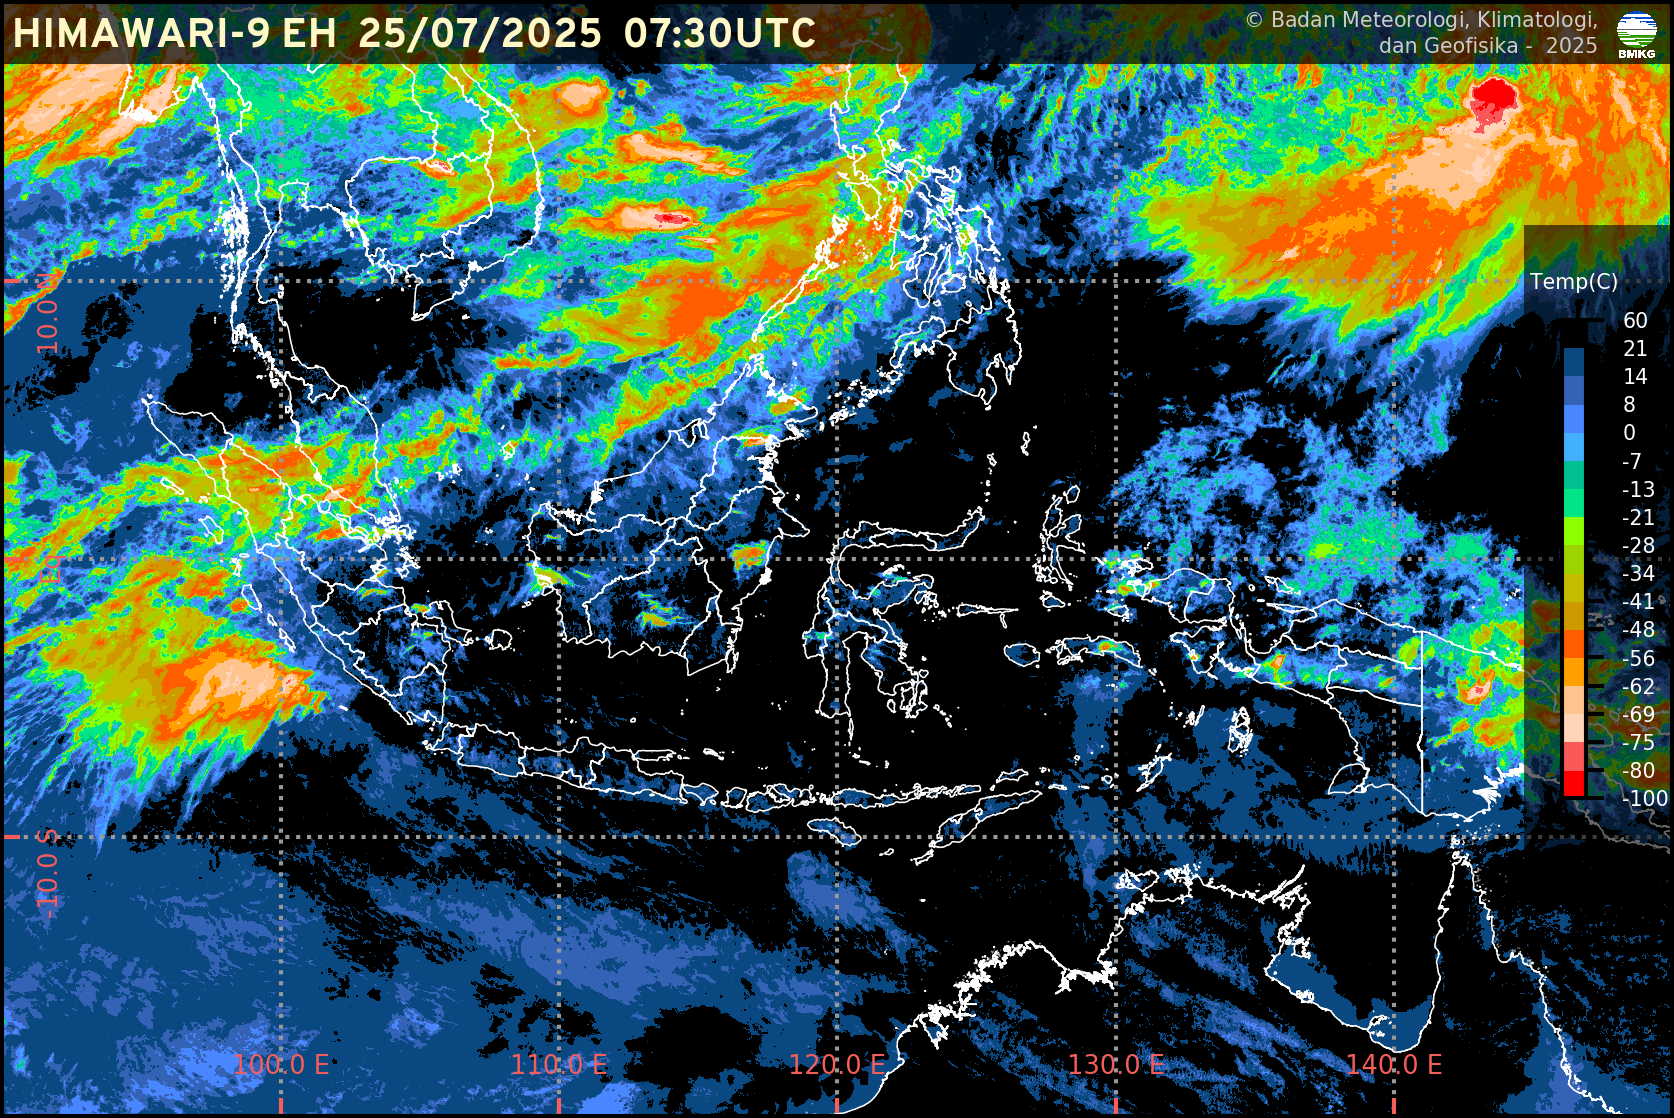 HIMAWARI-9 EH 25/07/2025 07:30UTC
© Badan Meteorologi, Klimatologi,
dan Geofisika - 2025
BMKG
Temp(C)
60
21
14
8
0
-7
-13
-21
-28
-34
-41
-48
-56
-62
-69
-75
-80
-100
10.0 N
-10.0 S
100.0 E
110.0 E
120.0 E
130.0 E
140.0 E